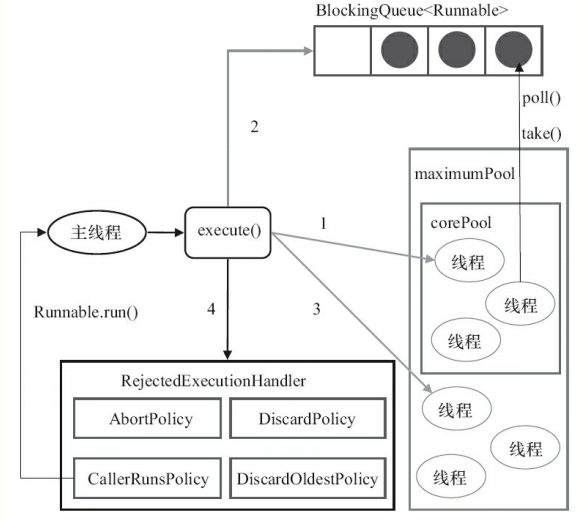 BlockingQueue<Runnable>
poll()
2
take()
maximumPool
corePool
主线程
execute()
1
线程
线程
Runnable.run()
4
3
线程
RejectedExecutionHandler
线程
AbortPolicy
DiscardPolicy
线程
CallerRunsPolicy
DiscardOldestPolicy
线程